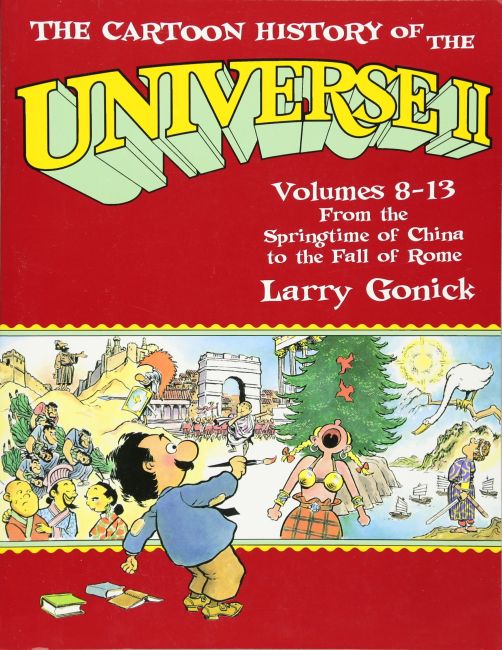 THE CARTOON HISTORY OF THE
UNIVERSE II
Volumes 8-13
From the
Springtime of China
to the Fall of Rome
Larry Gonick